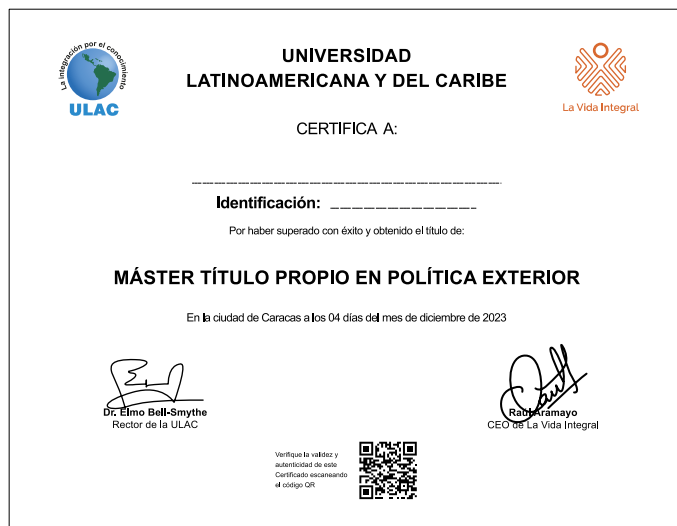 La integración por el conocimiento
ULAC
UNIVERSIDAD
LATINOAMERICANA Y DEL CARIBE
La Vida Integral
CERTIFICA A:
Identificación:
Por haber superado con éxito y obtenido el título de:
MÁSTER TÍTULO PROPIO EN POLÍTICA EXTERIOR
En la ciudad de Caracas a los 04 días del mes de diciembre de 2023
Dr. Elmo Bell-Smythe
Rector de la ULAC
Raúl Aramayo
CEO de La Vida Integral
Verifique la validez y
autenticidad de este
Certificado escaneando
el código QR